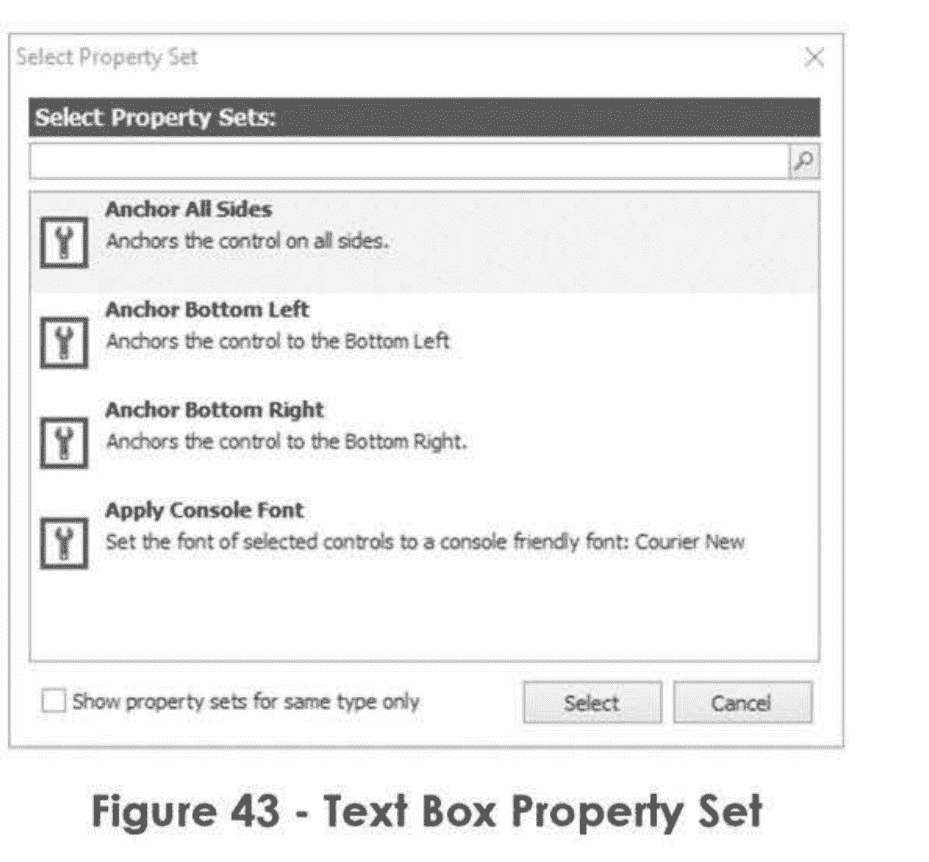 Select Property Set
Select Property Sets:
Anchor All Sides
Anchors the control on all sides.
Anchor Bottom Left
Anchors the control to the Bottom Left
Anchor Bottom Right
Anchors the control to the Bottom Right.
Apply Console Font
Set the font of selected controls to a console friendly font: Courier New
Show property sets for same type only
Select
Cancel
Figure 43 - Text Box Property Set